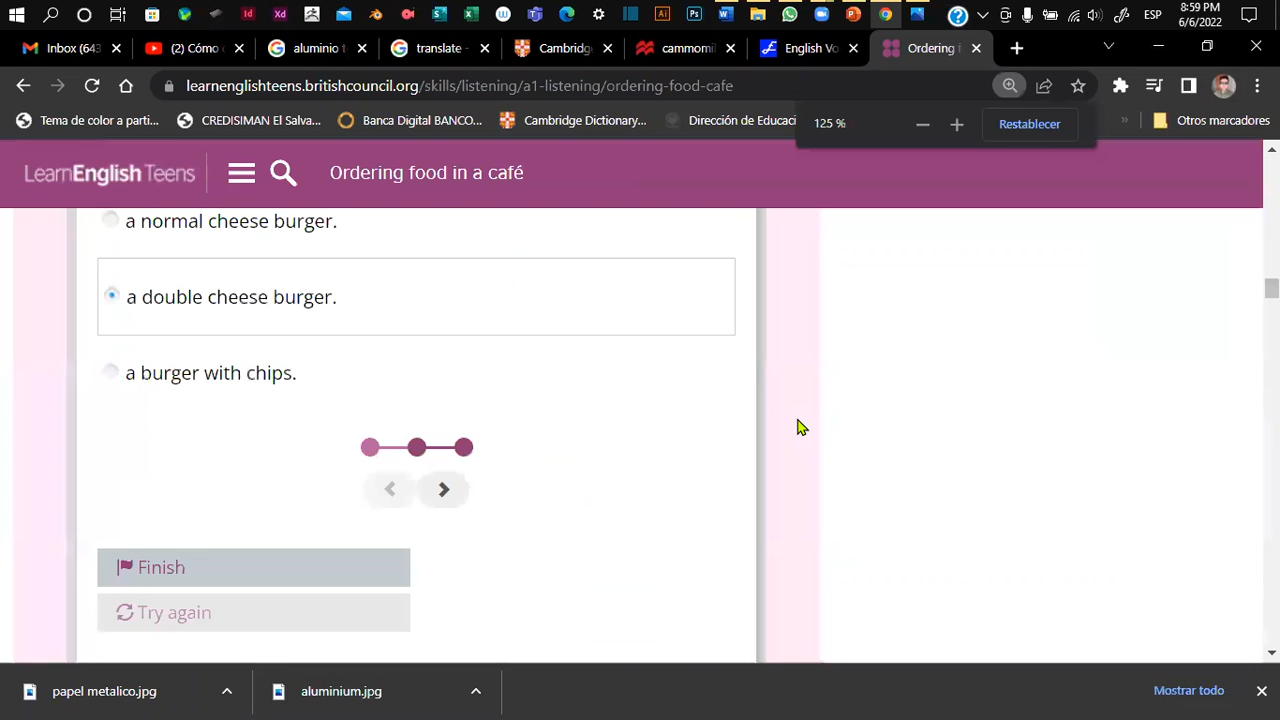 8:59 PM
ESP
6/6/2022
Inbox (643
(2) Cómo
aluminio t
translate -
Cambridg
cammomil
English Vo
Ordering f
learnenglishteens.britishcouncil.org/skills/listening/a1-listening/ordering-food-cafe
Tema de color a parti...
CREDISIMAN El Salva...
Banca Digital BANCO...
Cambridge Dictionary...
Dirección de Educaci
Otros marcadores
125 %
Restablecer
LearnEnglish Teens
Ordering food in a café
a normal cheese burger.
a double cheese burger.
a burger with chips.
Finish
Try again
papel metalico.jpg
aluminium.jpg
Mostrar todo